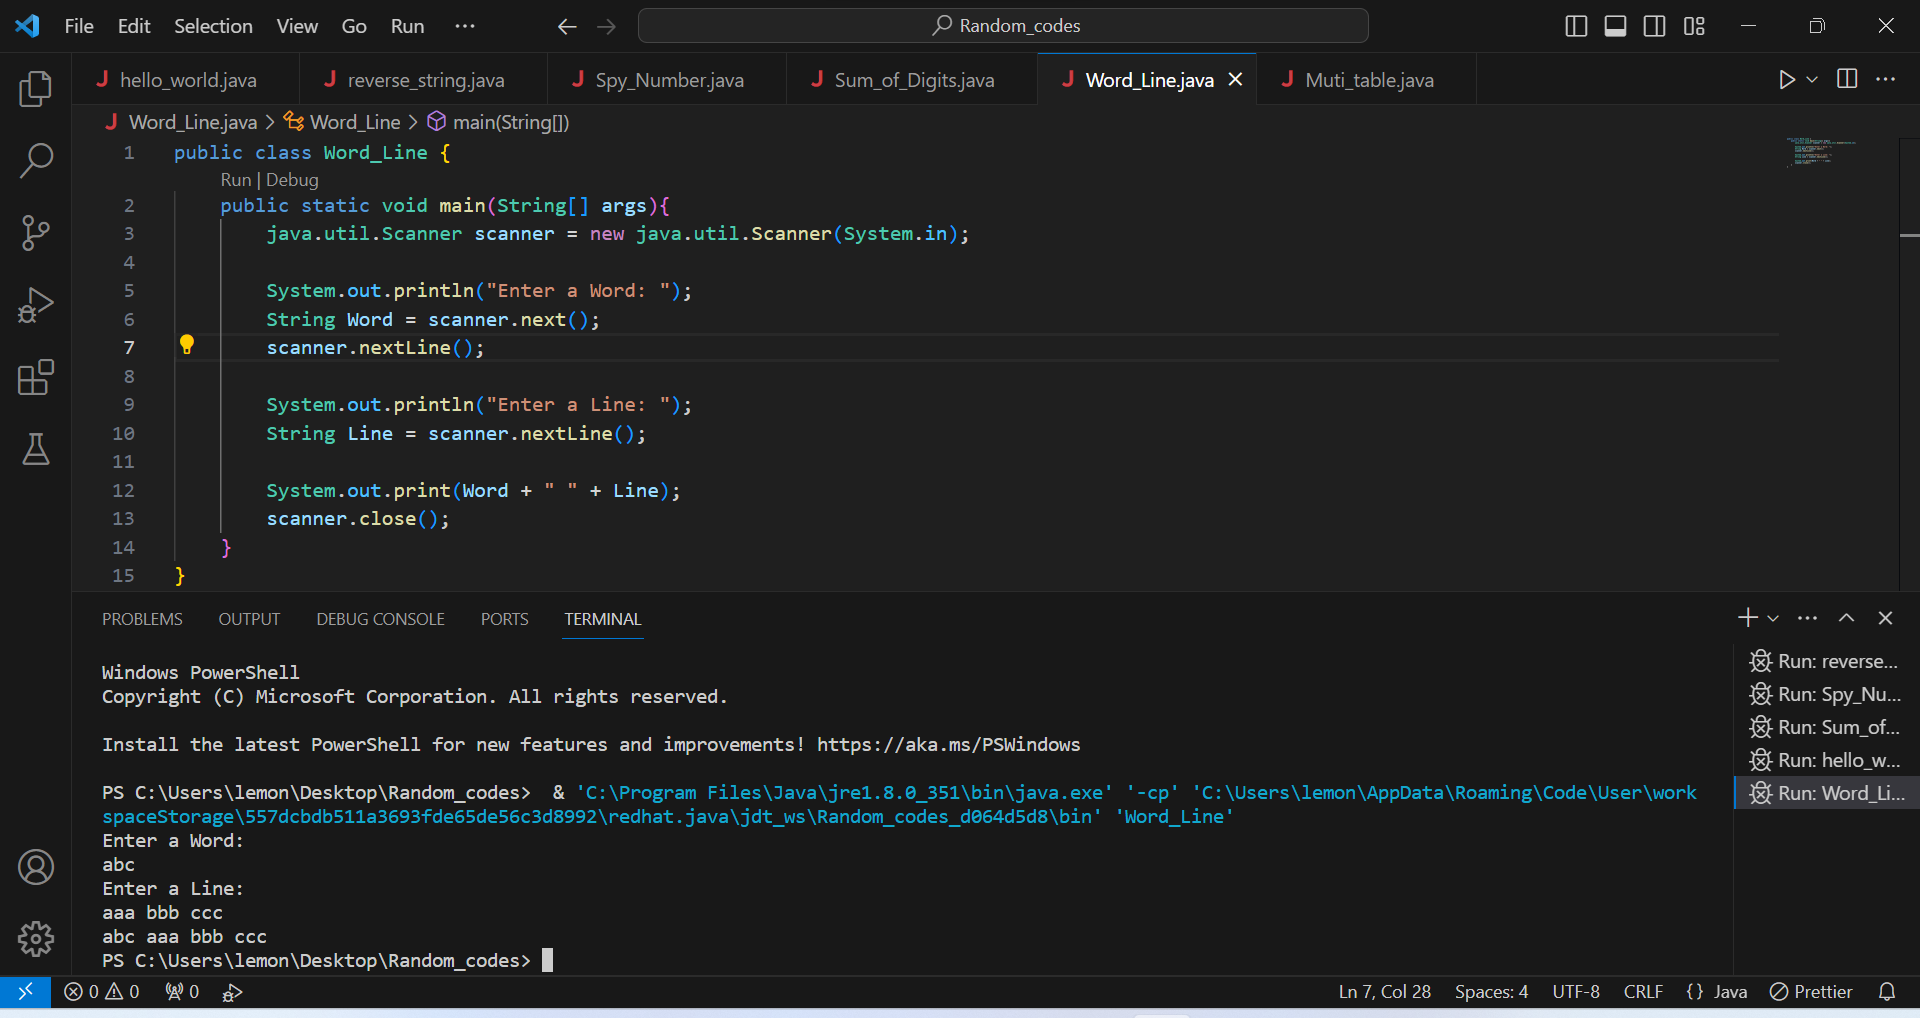 File Edit Selection View Go Run ··· Random_codes
hello_world.java reverse_string.java Spy_Number.java Sum_of_Digits.java Word_Line.java Muti_table.java
Word_Line.java > Word_Line > main(String[])
1 public class Word_Line {
Run | Debug
2 public static void main(String[] args){
3 java.util.Scanner scanner = new java.util.Scanner(System.in);
4
5 System.out.println("Enter a Word: ");
6 String Word = scanner.next();
7 scanner.nextLine();
8
9 System.out.println("Enter a Line: ");
10 String Line = scanner.nextLine();
11
12 System.out.print(Word + " " + Line);
13 scanner.close();
14 }
15 }
PROBLEMS OUTPUT DEBUG CONSOLE PORTS TERMINAL
Windows PowerShell
Copyright (C) Microsoft Corporation. All rights reserved.
Install the latest PowerShell for new features and improvements! https://aka.ms/PSWindows
PS C:\Users\lemon\Desktop\Random_codes>  & 'C:\Program Files\Java\jre1.8.0_351\bin\java.exe' '-cp' 'C:\Users\lemon\AppData\Roaming\Code\User\work
spaceStorage\557dcbdb511a3693fde65de56c3d8992\redhat.java\jdt_ws\Random_codes_d064d5d8\bin' 'Word_Line'
Enter a Word:
abc
Enter a Line:
aaa bbb ccc
abc aaa bbb ccc
PS C:\Users\lemon\Desktop\Random_codes>
Run: reverse...
Run: Spy_Nu...
Run: Sum_of...
Run: hello_w...
Run: Word_Li...
0 0 0 Ln 7, Col 28 Spaces: 4 UTF-8 CRLF {} Java Prettier